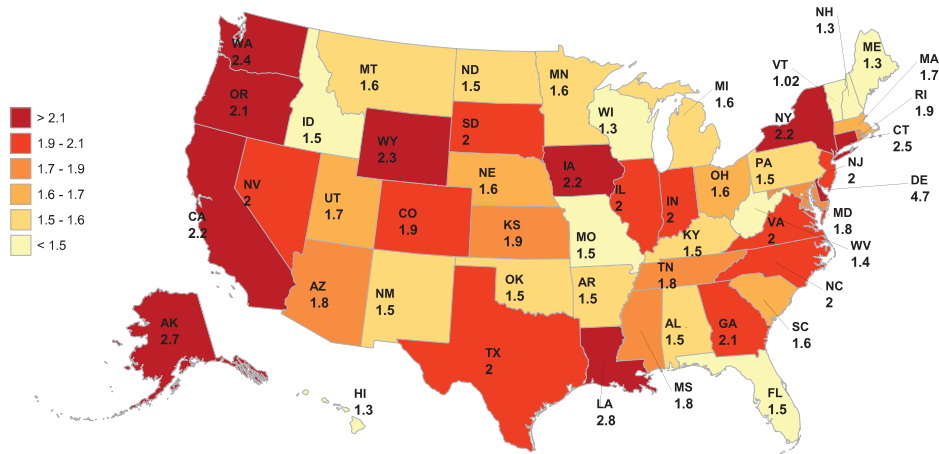 > 2.1
1.9 - 2.1
1.7 - 1.9
1.6 - 1.7
1.5 - 1.6
< 1.5
WA
2.4
OR
2.1
CA
2.2
ID
1.5
NV
2
MT
1.6
WY
2.3
UT
1.7
AZ
1.8
CO
1.9
NM
1.5
ND
1.5
SD
2
NE
1.6
KS
1.9
OK
1.5
TX
2
MN
1.6
IA
2.2
MO
1.5
AR
1.5
LA
2.8
WI
1.3
IL
2
MI
1.6
IN
2
OH
1.6
KY
1.5
TN
1.8
MS
1.8
AL
1.5
GA
2.1
FL
1.5
SC
1.6
NC
2
VA
2
WV
1.4
MD
1.8
DE
4.7
PA
1.5
NJ
2
NY
2.2
CT
2.5
RI
1.9
MA
1.7
VT
1.02
NH
1.3
ME
1.3
AK
2.7
HI
1.3